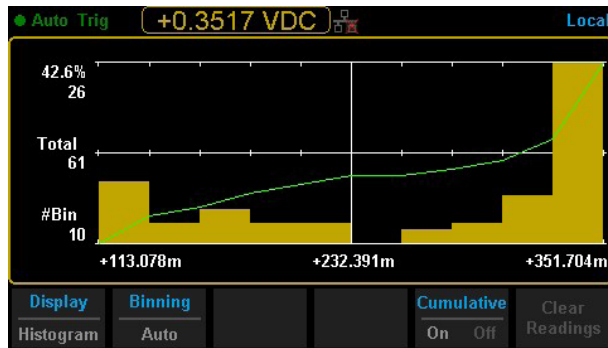 Auto Trig +0.3517 VDC Local
42.6%
26
Total
61
#Bin
10
+113.078m +232.391m +351.704m
Display Binning Cumulative Clear
Histogram Auto On Off Readings